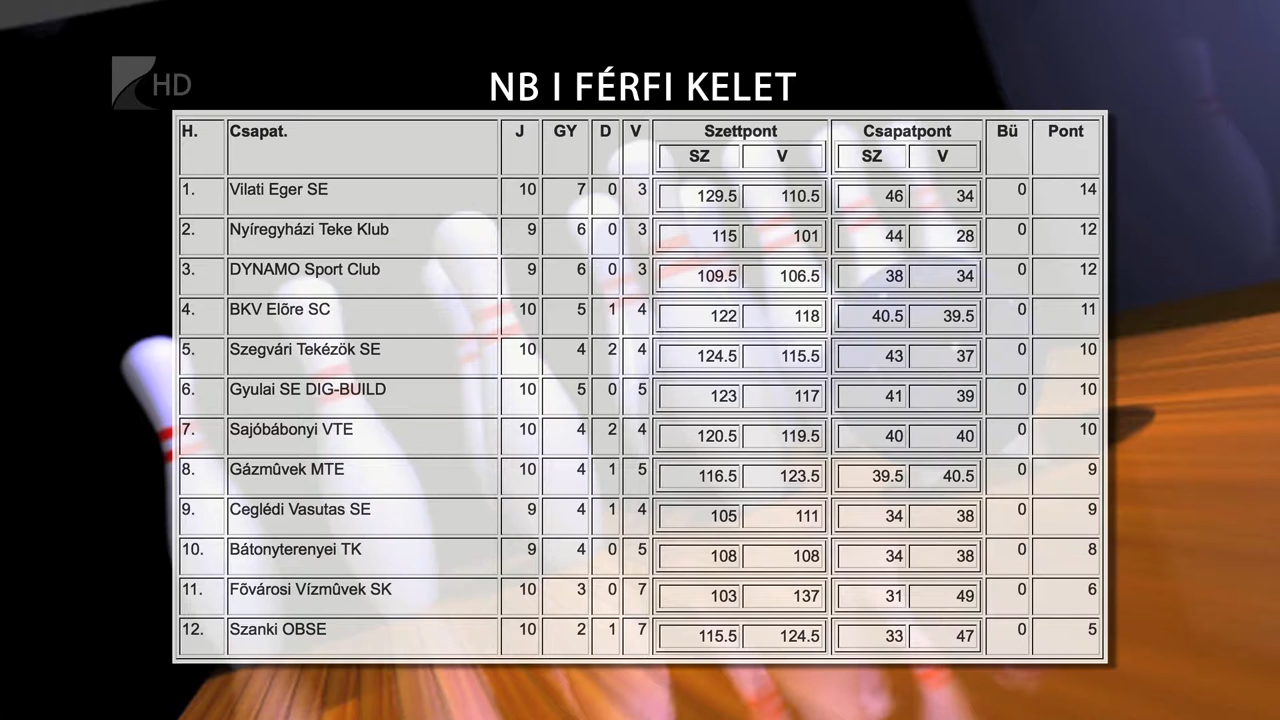 HD
NB I FÉRFI KELET
H. Csapat. J GY D V Szettpont Csapatpont Bü Pont
SZ V SZ V
1. Vilati Eger SE 10 7 0 3 129.5 110.5 46 34 0 14
2. Nyíregyházi Teke Klub 9 6 0 3 115 101 44 28 0 12
3. DYNAMO Sport Club 9 6 0 3 109.5 106.5 38 34 0 12
4. BKV Elõre SC 10 5 1 4 122 118 40.5 39.5 0 11
5. Szegvári Tekézök SE 10 4 2 4 124.5 115.5 43 37 0 10
6. Gyulai SE DIG-BUILD 10 5 0 5 123 117 41 39 0 10
7. Sajóbábonyi VTE 10 4 2 4 120.5 119.5 40 40 0 10
8. Gázmûvek MTE 10 4 1 5 116.5 123.5 39.5 40.5 0 9
9. Ceglédi Vasutas SE 9 4 1 4 105 111 34 38 0 9
10. Bátonyterenyei TK 9 4 0 5 108 108 34 38 0 8
11. Fõvárosi Vízmûvek SK 10 3 0 7 103 137 31 49 0 6
12. Szanki OBSE 10 2 1 7 115.5 124.5 33 47 0 5